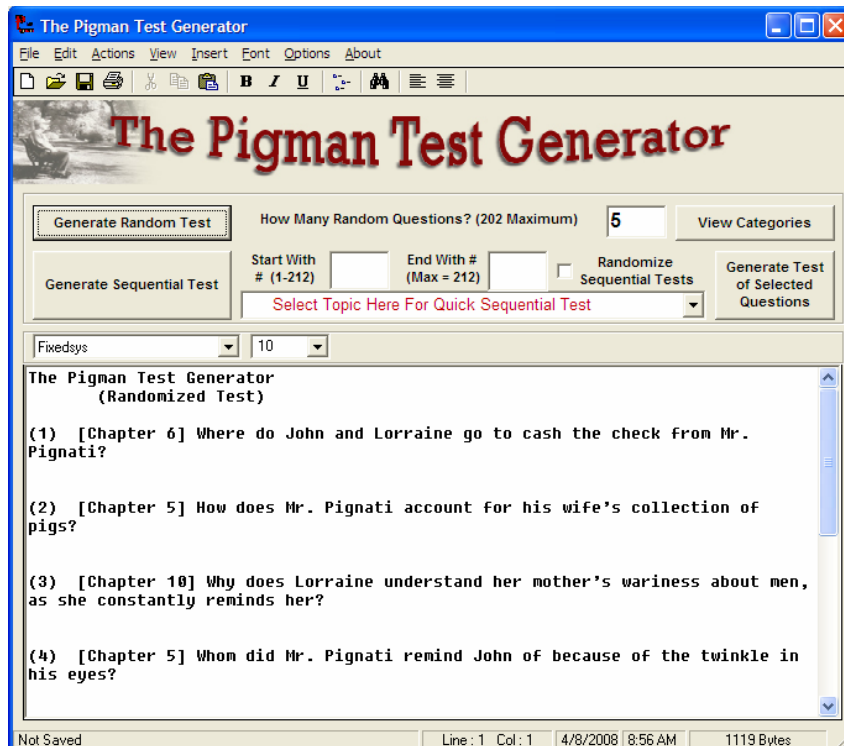 The Pigman Test Generator
File Edit Actions View Insert Font Options About
B I U
The Pigman Test Generator
Generate Random Test How Many Random Questions? (202 Maximum) 5 View Categories
Generate Sequential Test Start With # (1-212) End With # (Max = 212) Randomize Sequential Tests Generate Test of Selected Questions
Select Topic Here For Quick Sequential Test
Fixedsys 10
The Pigman Test Generator
(Randomized Test)
(1) [Chapter 6] Where do John and Lorraine go to cash the check from Mr.
Pignati?
(2) [Chapter 5] How does Mr. Pignati account for his wife's collection of
pigs?
(3) [Chapter 10] Why does Lorraine understand her mother's wariness about men,
as she constantly reminds her?
(4) [Chapter 5] Whom did Mr. Pignati remind John of because of the twinkle in
his eyes?
Not Saved Line : 1 Col : 1 4/8/2008 8:56 AM 1119 Bytes